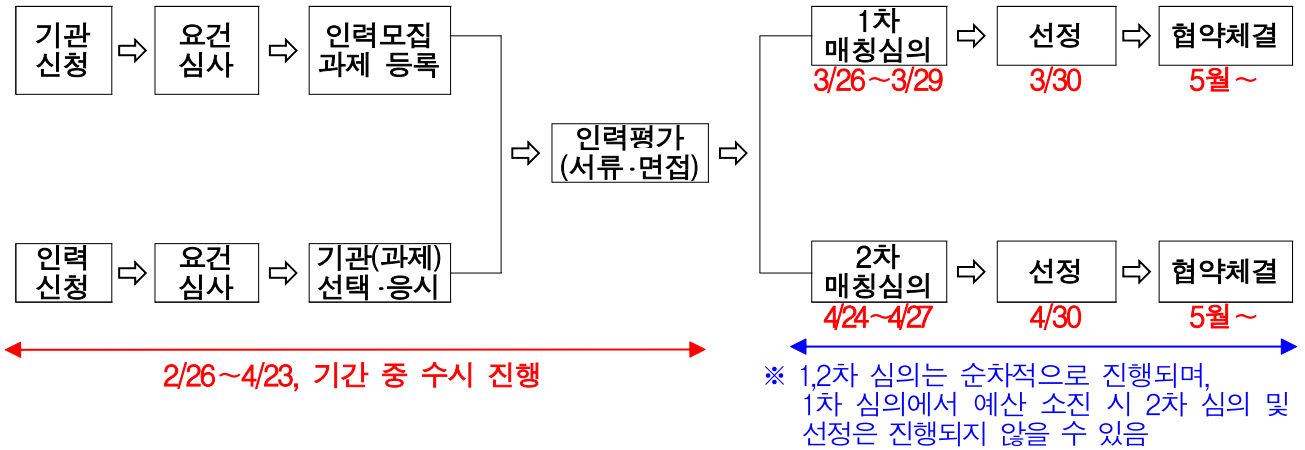 기관
신청
요건
심사
인력모집
과제 등록
인력
신청
요건
심사
기관(과제)
선택·응시
2/26~4/23, 기간 중 수시 진행
인력평가
(서류·면접)
1차
매칭심의
3/26~3/29
선정
3/30
협약체결
5월~
2차
매칭심의
4/24~4/27
선정
4/30
협약체결
5월~
※ 1,2차 심의는 순차적으로 진행되며,
1차 심의에서 예산 소진 시 2차 심의 및
선정은 진행되지 않을 수 있음